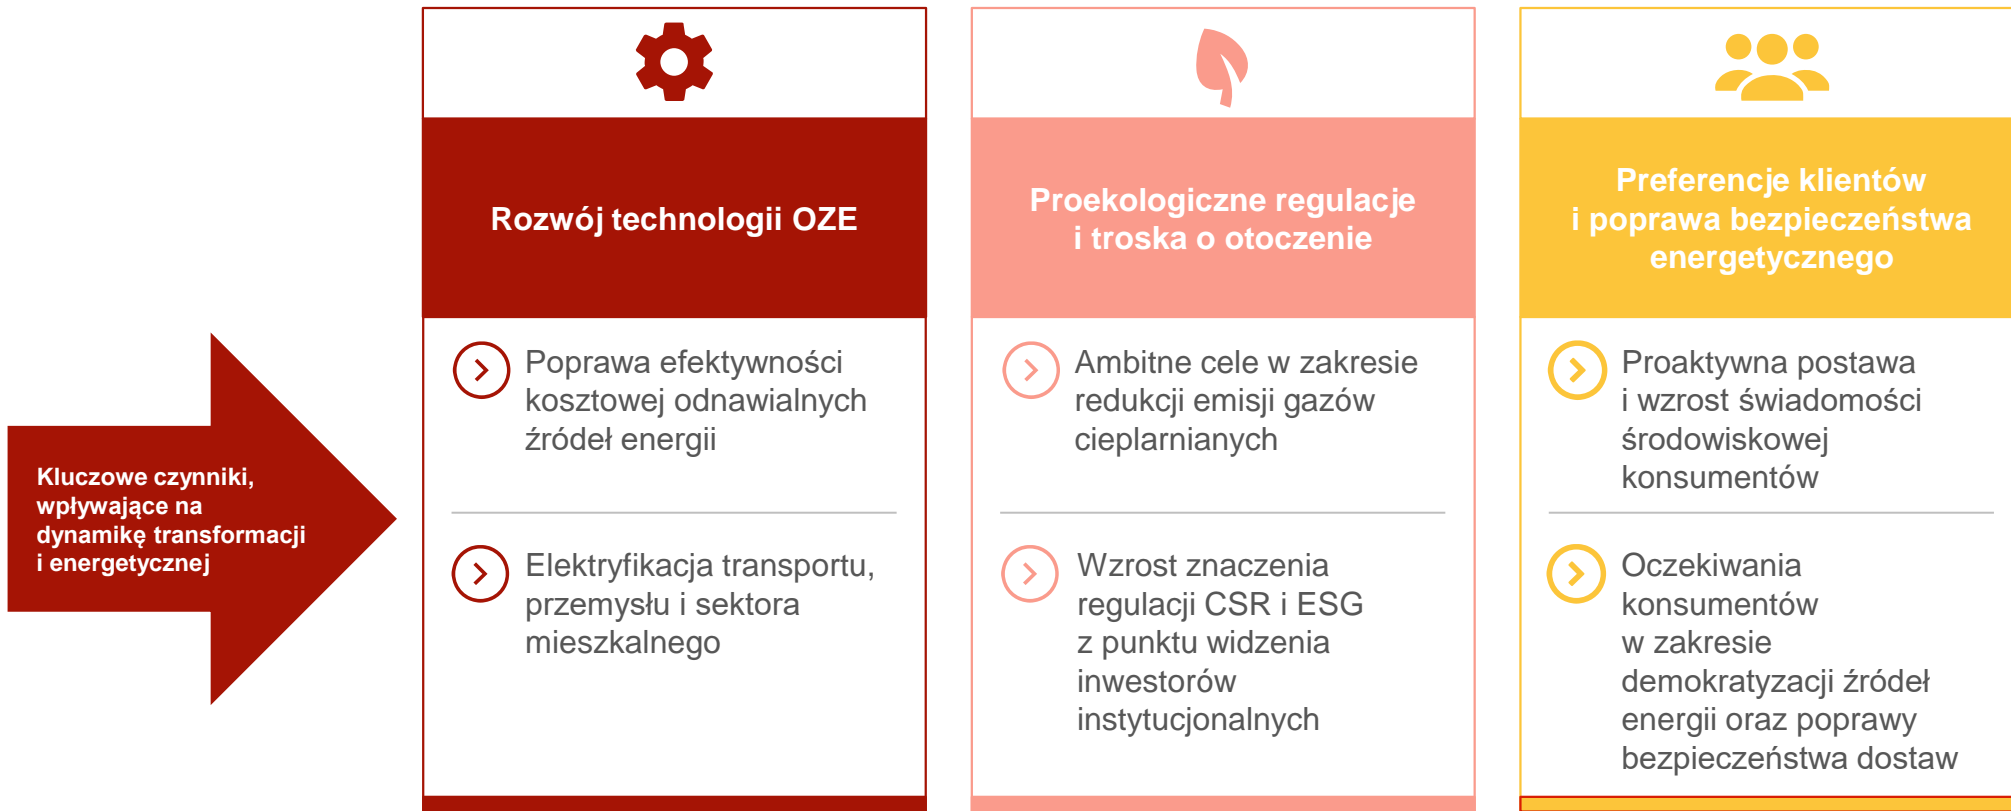 Kluczowe czynniki,
wpływające na
dynamikę transformacji
i energetycznej
Rozwój technologii OZE
Poprawa efektywności
kosztowej odnawialnych
źródeł energii
Elektryfikacja transportu,
przemysłu i sektora
mieszkalnego
Proekologiczne regulacje
i troska o otoczenie
Ambitne cele w zakresie
redukcji emisji gazów
cieplarnianych
Wzrost znaczenia
regulacji CSR i ESG
z punktu widzenia
inwestorów
instytucjonalnych
Preferencje klientów
i poprawa bezpieczeństwa
energetycznego
Proaktywna postawa
i wzrost świadomości
środowiskowej
konsumentów
Oczekiwania
konsumentów
w zakresie
demokratyzacji źródeł
energii oraz poprawy
bezpieczeństwa dostaw